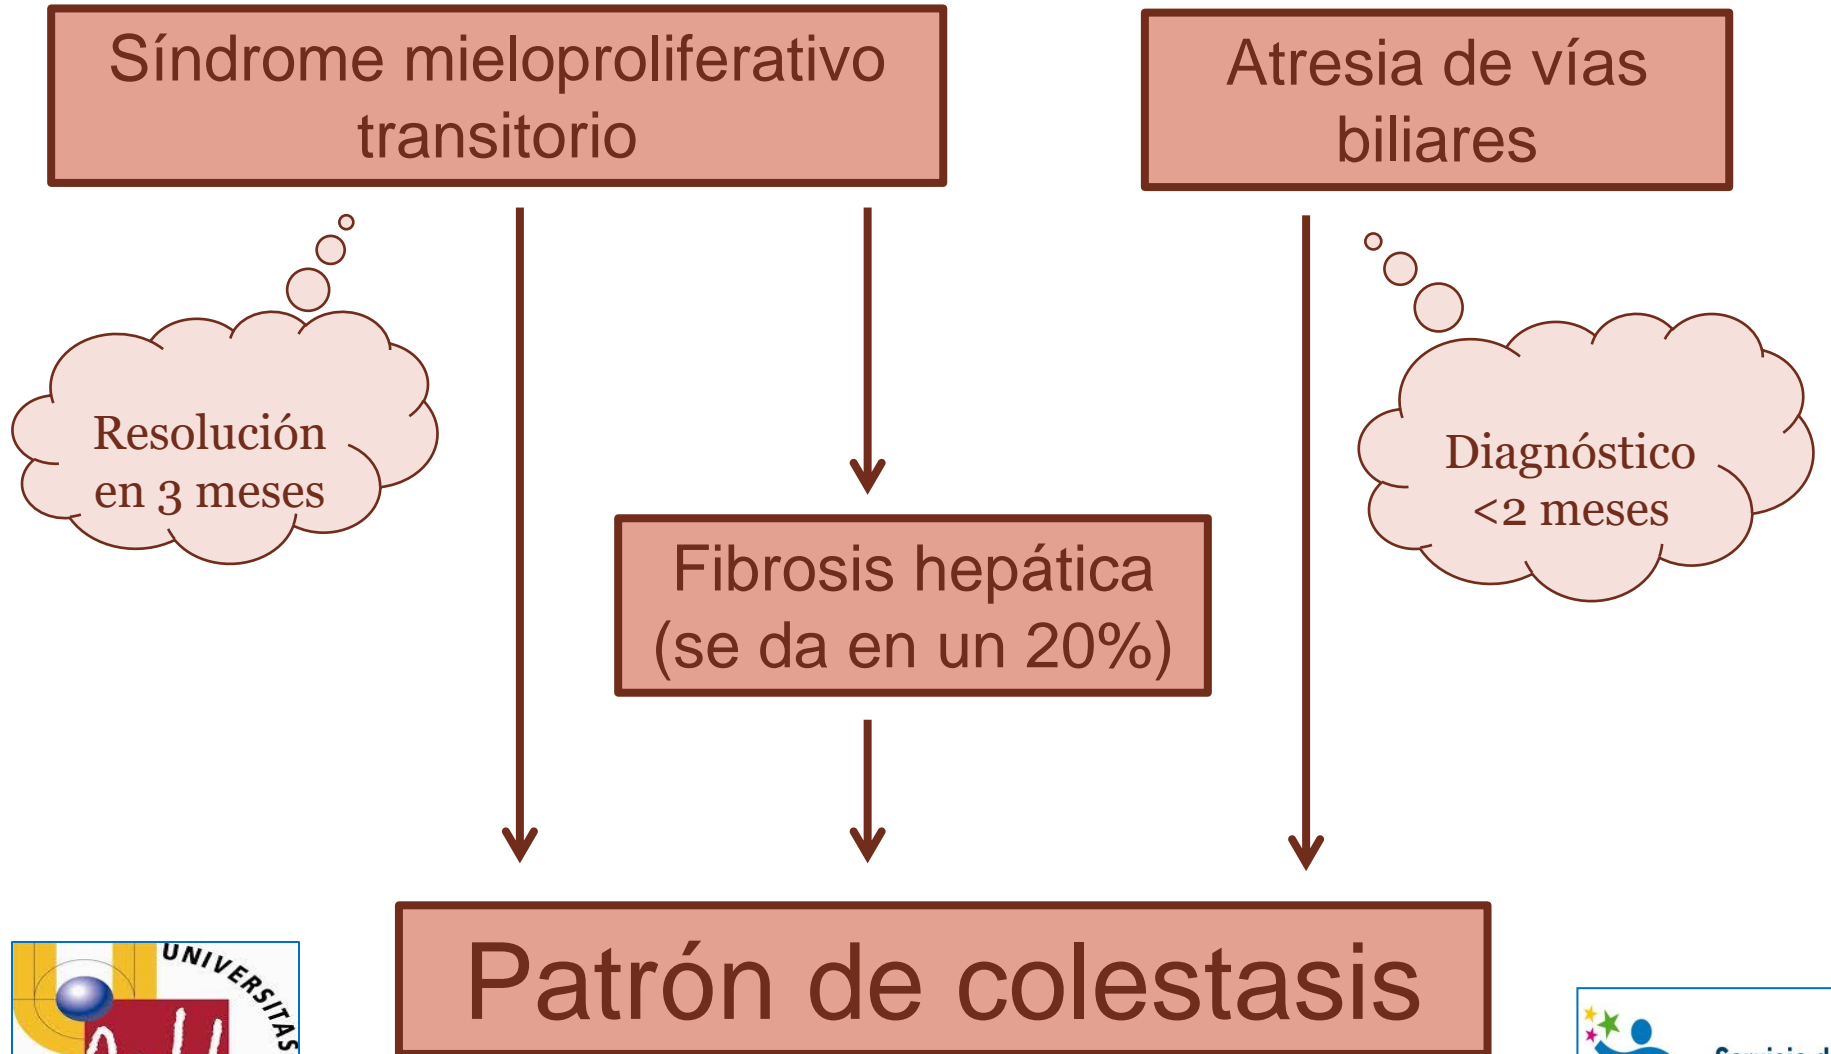 Síndrome mieloproliferativo
transitorio
Atresia de vías
biliares
Resolución
en 3 meses
Diagnóstico
<2 meses
Fibrosis hepática
(se da en un 20%)
Patrón de colestasis
UNIVERSITAS